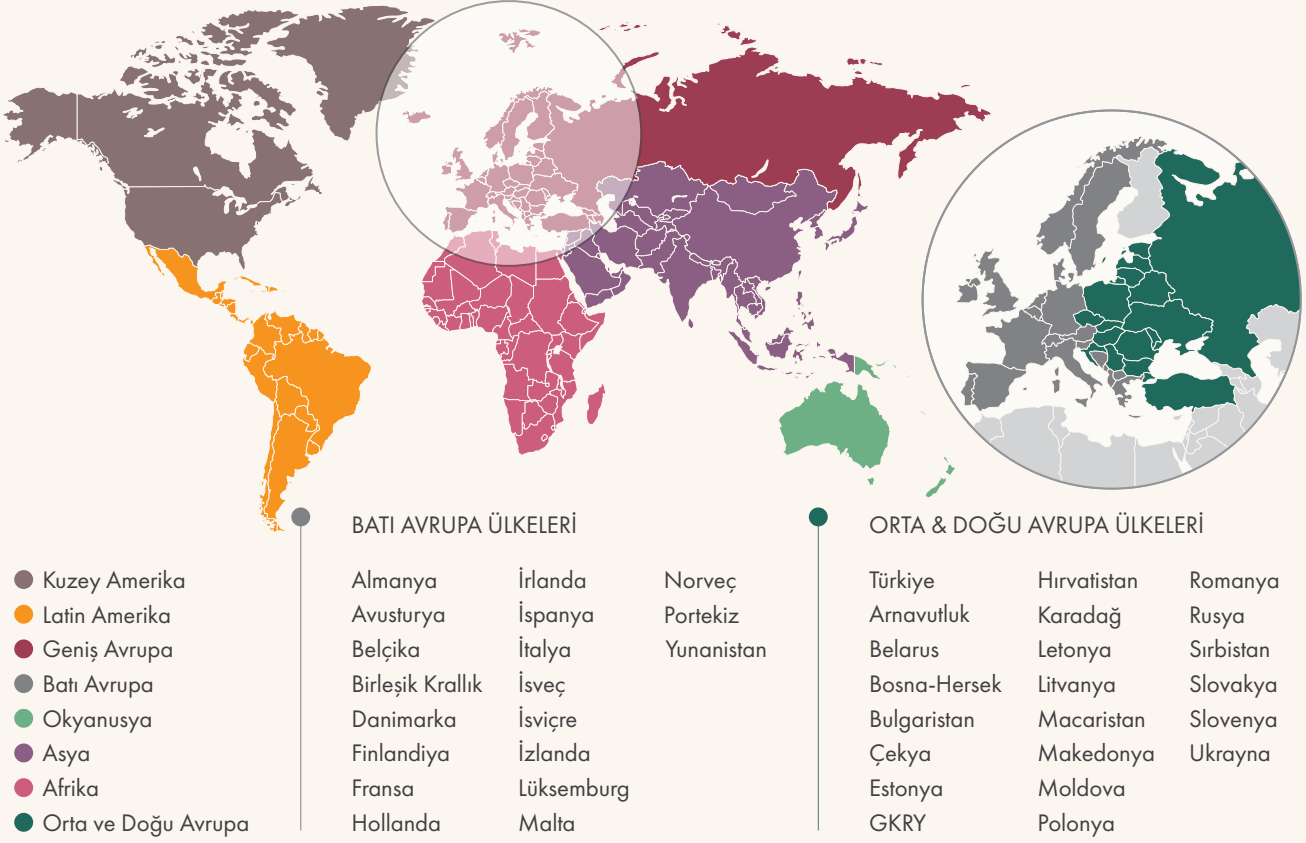 Kuzey Amerika
Latin Amerika
Geniş Avrupa
Batı Avrupa
Okyanusya
Asya
Afrika
Orta ve Doğu Avrupa
BATI AVRUPA ÜLKELERİ
Almanya
Avusturya
Belçika
Birleşik Krallık
Danimarka
Finlandiya
Fransa
Hollanda
İrlanda
İspanya
İtalya
İsveç
İsviçre
İzlanda
Lüksemburg
Malta
Norveç
Portekiz
Yunanistan
ORTA & DOĞU AVRUPA ÜLKELERİ
Türkiye
Arnavutluk
Belarus
Bosna-Hersek
Bulgaristan
Çekya
Estonya
GKRY
Hırvatistan
Karadağ
Letonya
Litvanya
Macaristan
Makedonya
Moldova
Polonya
Romanya
Rusya
Sırbistan
Slovakya
Slovenya
Ukrayna